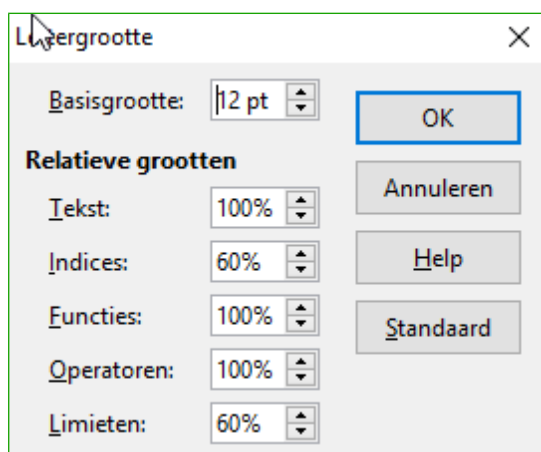 Lettergrootte
Basisgrootte: 12 pt
OK
Relatieve grootten
Annuleren
Tekst: 100%
Indices: 60%
Help
Functies: 100%
Standaard
Operatoren: 100%
Limieten: 60%